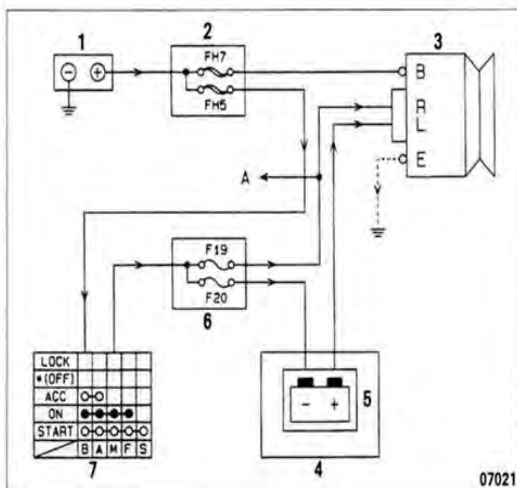 1
2
3
FH7
FH5
B
R
L
E
A
F19
F20
6
LOCK
*(OFF)
ACC
ON
START
B A M F S
7
- +
5
4
07021